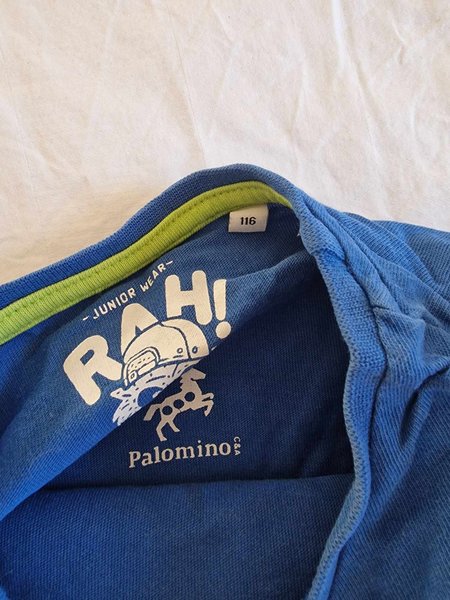 116
- JUNIOR WEAR -
RAH!
Palomino
C&A